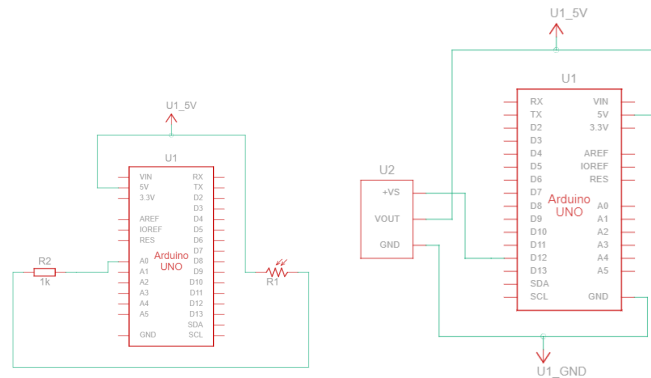 U1_5V
U1
VIN RX
5V TX
3.3V D2
D3
AREF D4
IOREF D5
RES D6
D7
Arduino
UNO
A0 D8
A1 D9
A2 D10
A3 D11
A4 D12
A5 D13
SDA
GND SCL
R2
1k
R1
U1_5V
U1
RX VIN
TX 5V
D2 3.3V
D3
D4 AREF
D5 IOREF
D6 RES
D7
D8 A0
D9 A1
D10 A2
D11 A3
D12 A4
D13 A5
SDA
SCL GND
Arduino
UNO
U2
+VS
VOUT
GND
U1_GND